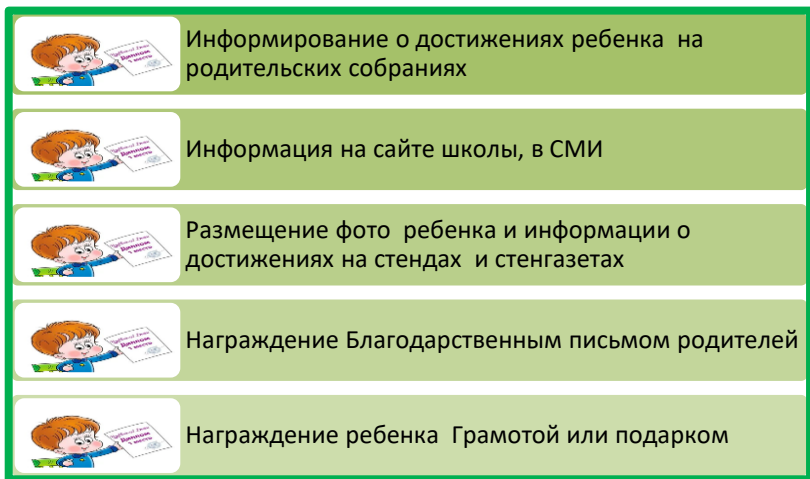 Информирование о достижениях ребенка  на
родительских собраниях
Информация на сайте школы, в СМИ
Размещение фото  ребенка и информации о
достижениях на стендах  и стенгазетах
Награждение Благодарственным письмом родителей
Награждение ребенка  Грамотой или подарком